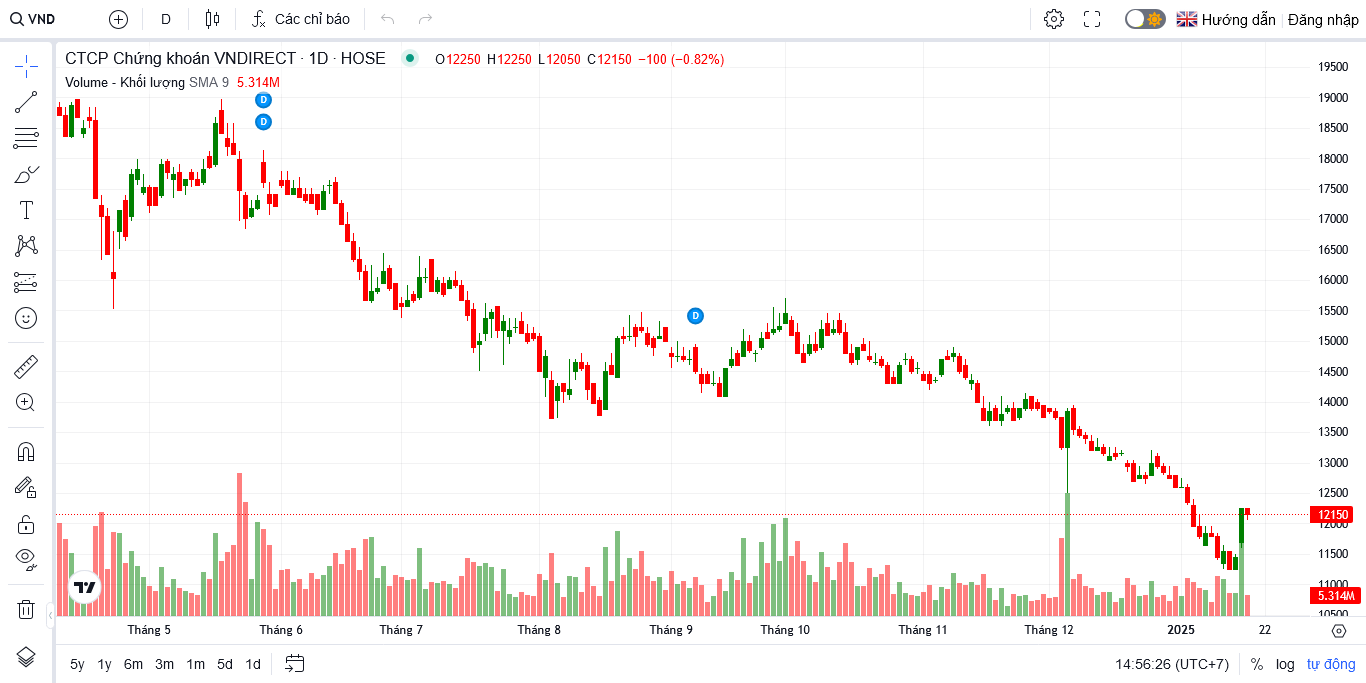 VND D Các chỉ báo Hướng dẫn Đăng nhập
CTCP Chứng khoán VNDIRECT · 1D · HOSE O12250 H12250 L12050 C12150 −100 (−0.82%)
Volume - Khối lượng SMA 9 5.314M
D
D
D
19500
19000
18500
18000
17500
17000
16500
16000
15500
15000
14500
14000
13500
13000
12500
12150
12000
11500
11000
5.314M
10500
Tháng 5 Tháng 6 Tháng 7 Tháng 8 Tháng 9 Tháng 10 Tháng 11 Tháng 12 2025 22
5y 1y 6m 3m 1m 5d 1d 14:56:26 (UTC+7) % log tự động